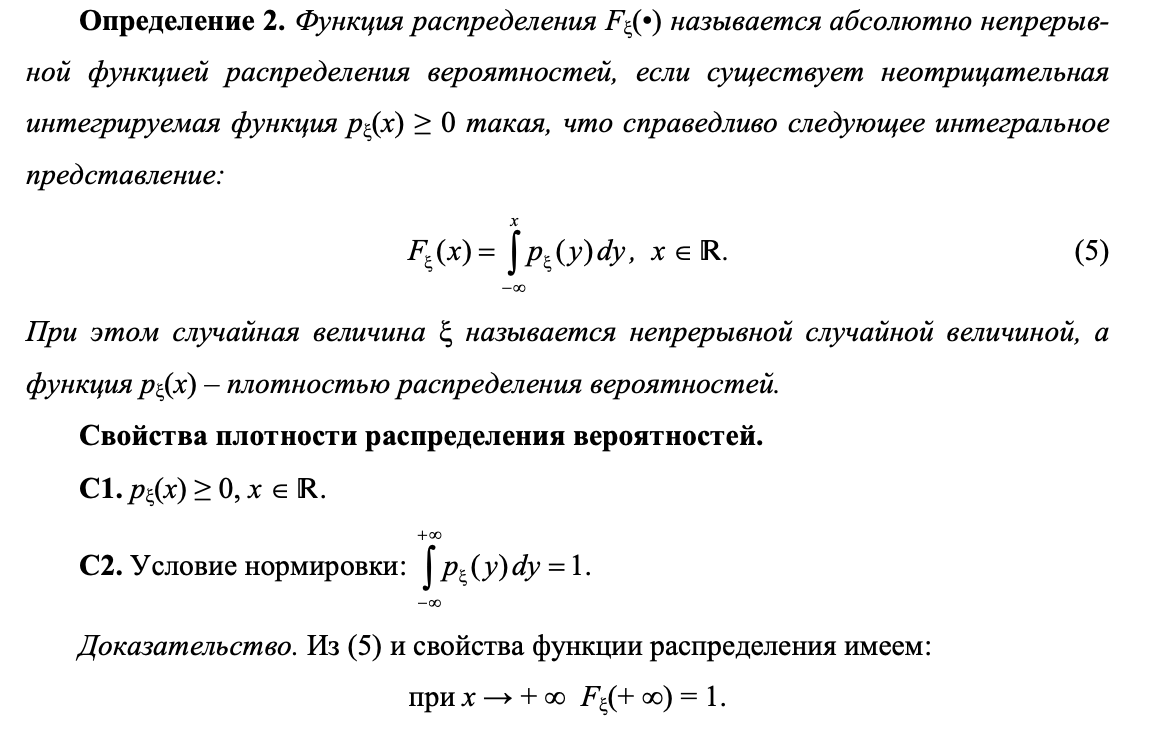 Определение 2. Функция распределения Fξ(•) называется абсолютно непрерыв-
ной функцией распределения вероятностей, если существует неотрицательная
интегрируемая функция pξ(x) ≥ 0 такая, что справедливо следующее интегральное
представление:
Fξ(x) = ∫_{−∞}^{x} pξ(y)dy, x ∈ ℝ. (5)
При этом случайная величина ξ называется непрерывной случайной величиной, а
функция pξ(x) – плотностью распределения вероятностей.
Свойства плотности распределения вероятностей.
С1. pξ(x) ≥ 0, x ∈ ℝ.
С2. Условие нормировки: ∫_{−∞}^{+∞} pξ(y)dy = 1.
Доказательство. Из (5) и свойства функции распределения имеем:
при x → + ∞ Fξ(+ ∞) = 1.